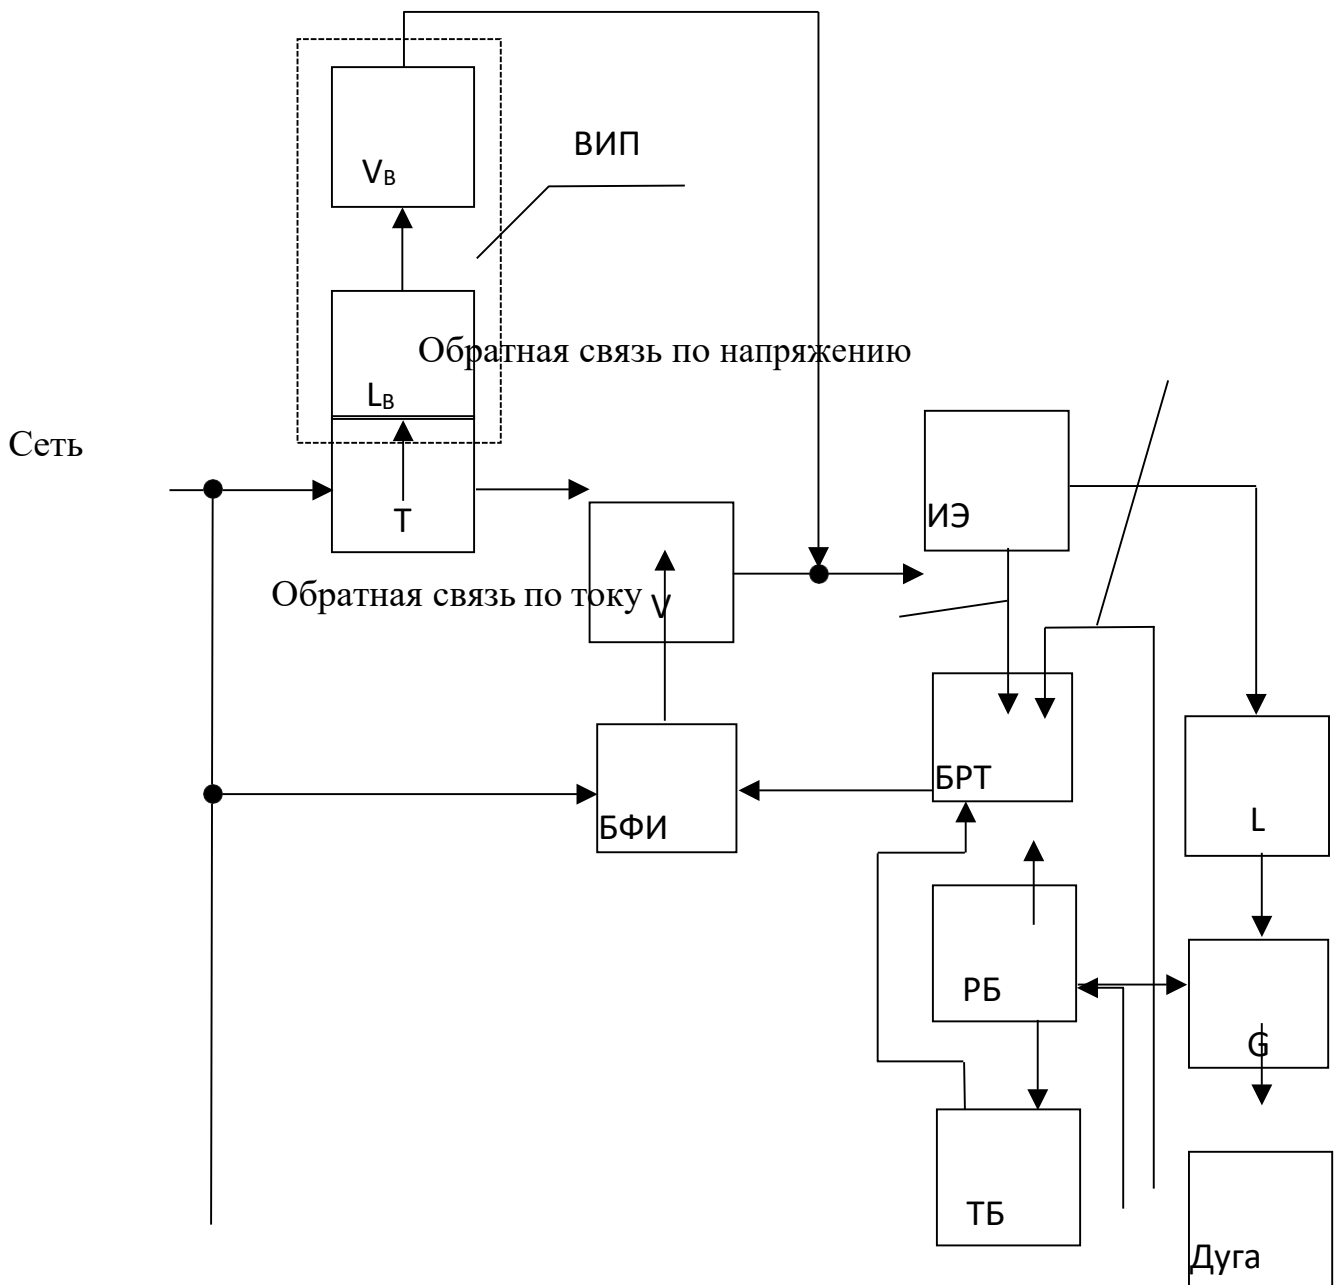 ВИП
VВ
Обратная связь по напряжению
LВ
Сеть
ИЭ
Т
Обратная связь по току
V
БРТ
БФИ
L
РБ
G
ТБ
Дуга